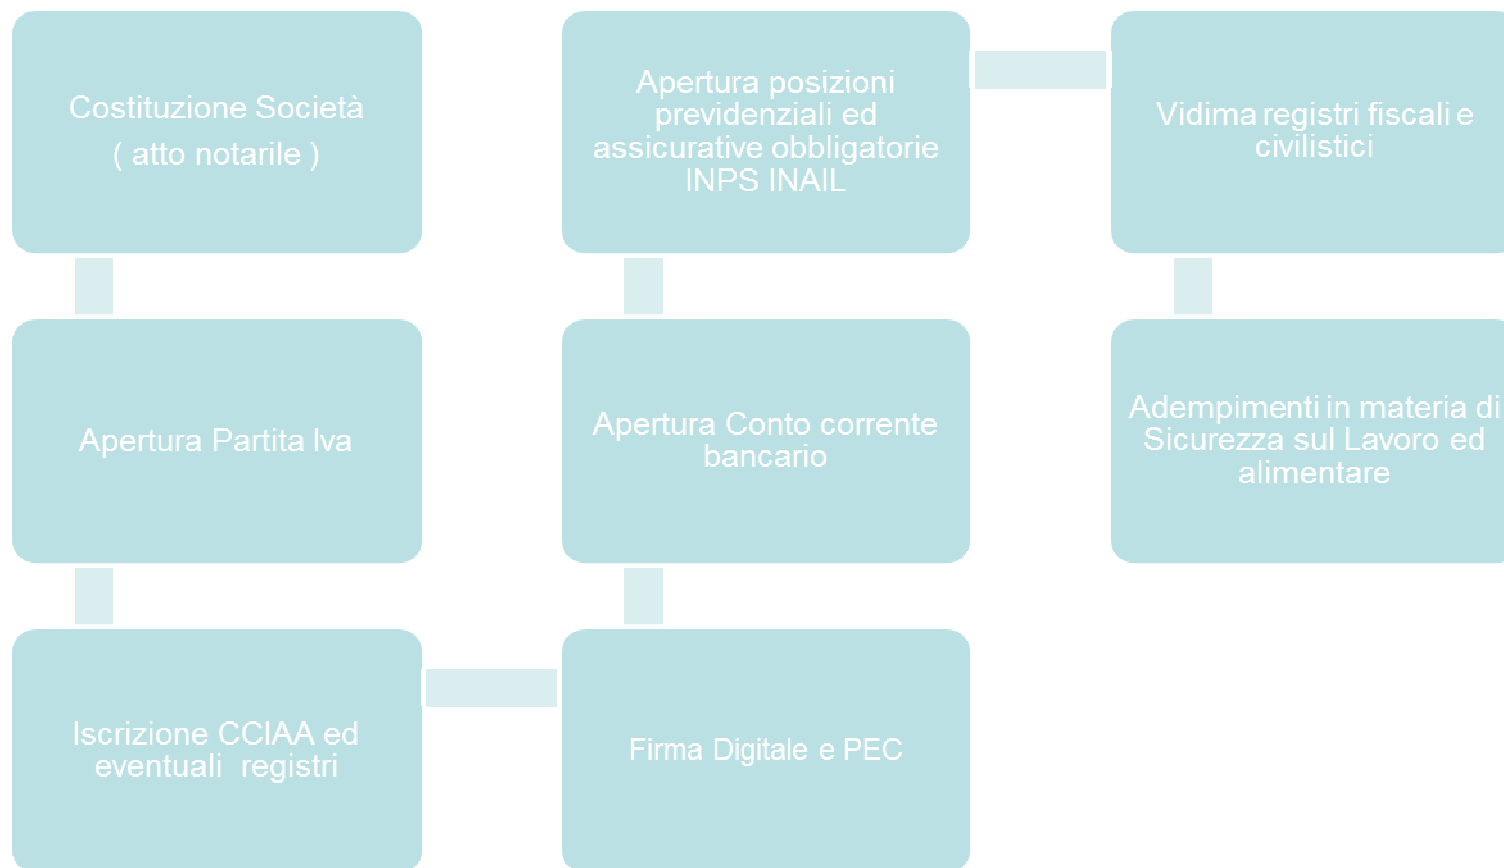 Costituzione Società
( atto notarile )
Apertura Partita Iva
Iscrizione CCIAA ed
eventuali registri
Firma Digitale e PEC
Apertura Conto corrente
bancario
Apertura posizioni
previdenziali ed
assicurative obbligatorie
INPS INAIL
Vidima registri fiscali e
civilistici
Adempimenti in materia di
Sicurezza sul Lavoro ed
alimentare